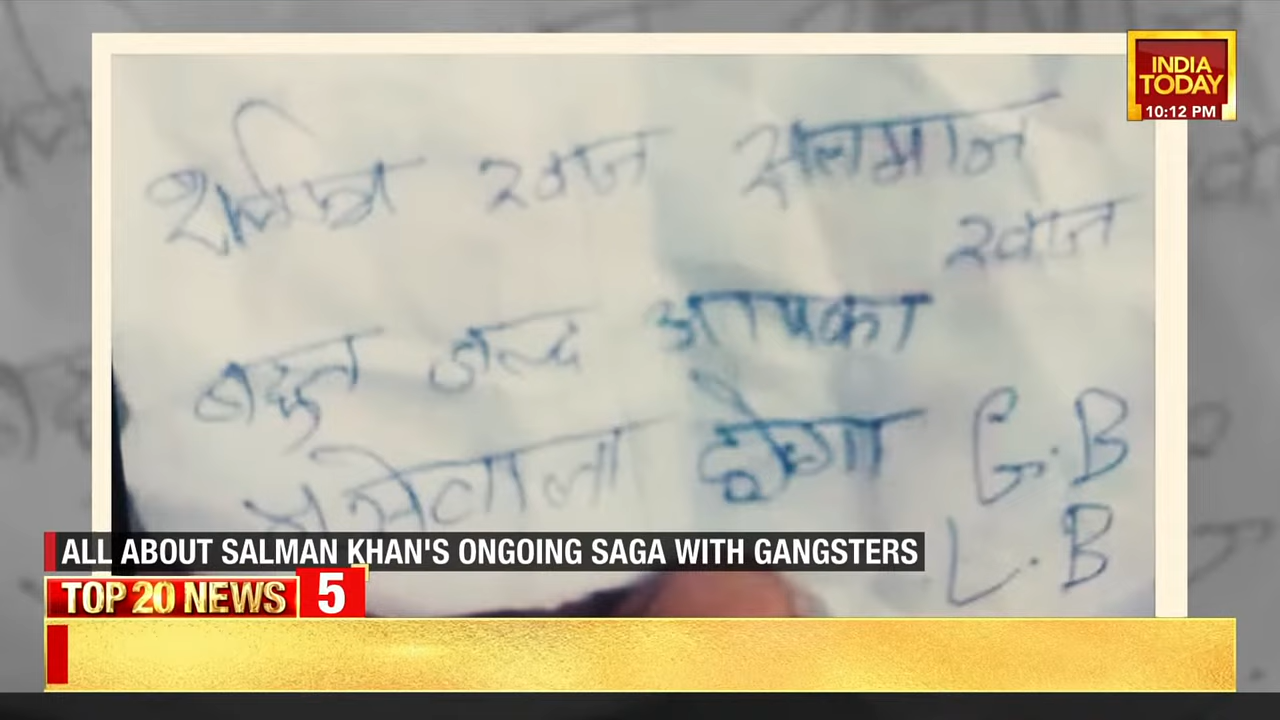 INDIA
TODAY
10:12 PM
खान सलमान
खान
बहुत जल्द आपका
होगा G.B
L.B
ALL ABOUT SALMAN KHAN'S ONGOING SAGA WITH GANGSTERS
TOP 20 NEWS 5